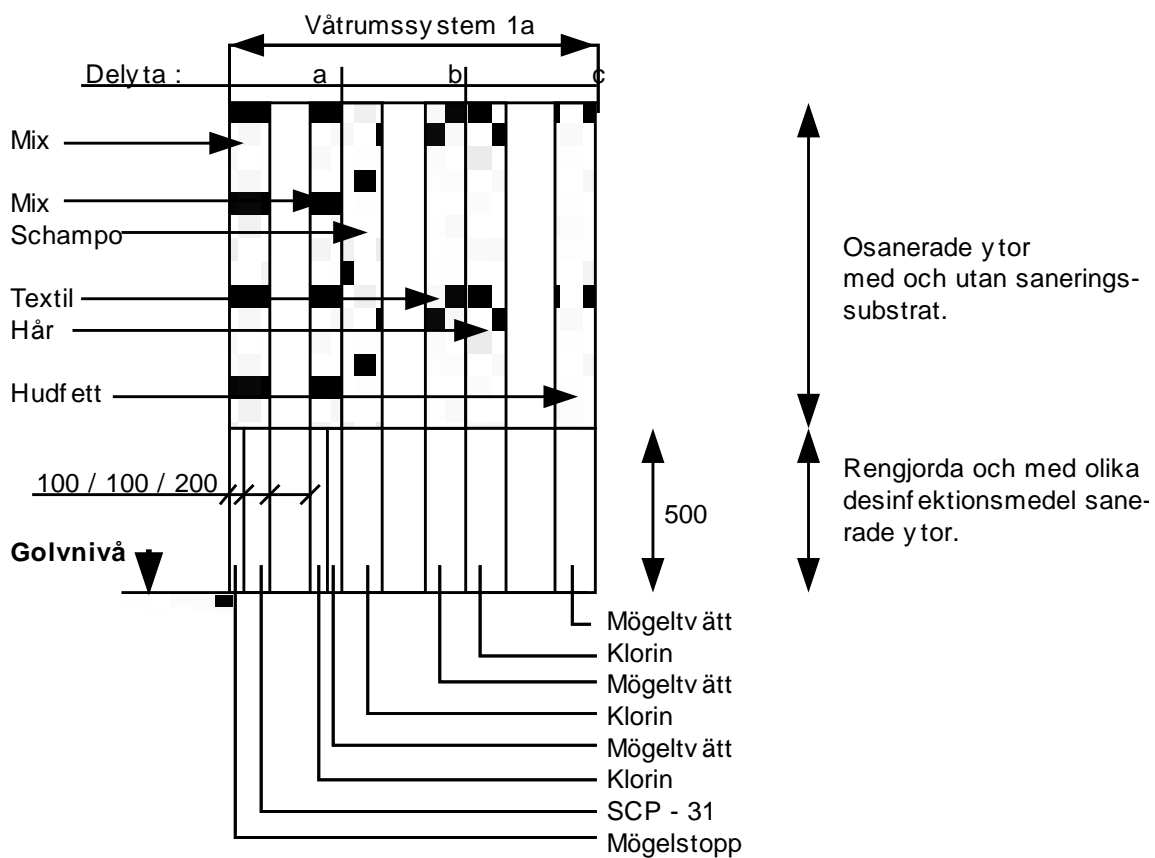 Våtrumssystem 1a
Delyta : a b c
Mix
Mix
Schampo
Textil
Hår
Hudfett
Osanerade ytor
med och utan sanerings-
substrat.
100 / 100 / 200
500
Rengjorda och med olika
desinfektionsmedel sane-
rade ytor.
Golvnivå
Mögeltvätt
Klorin
Mögeltvätt
Klorin
Mögeltvätt
Klorin
SCP - 31
Mögelstopp